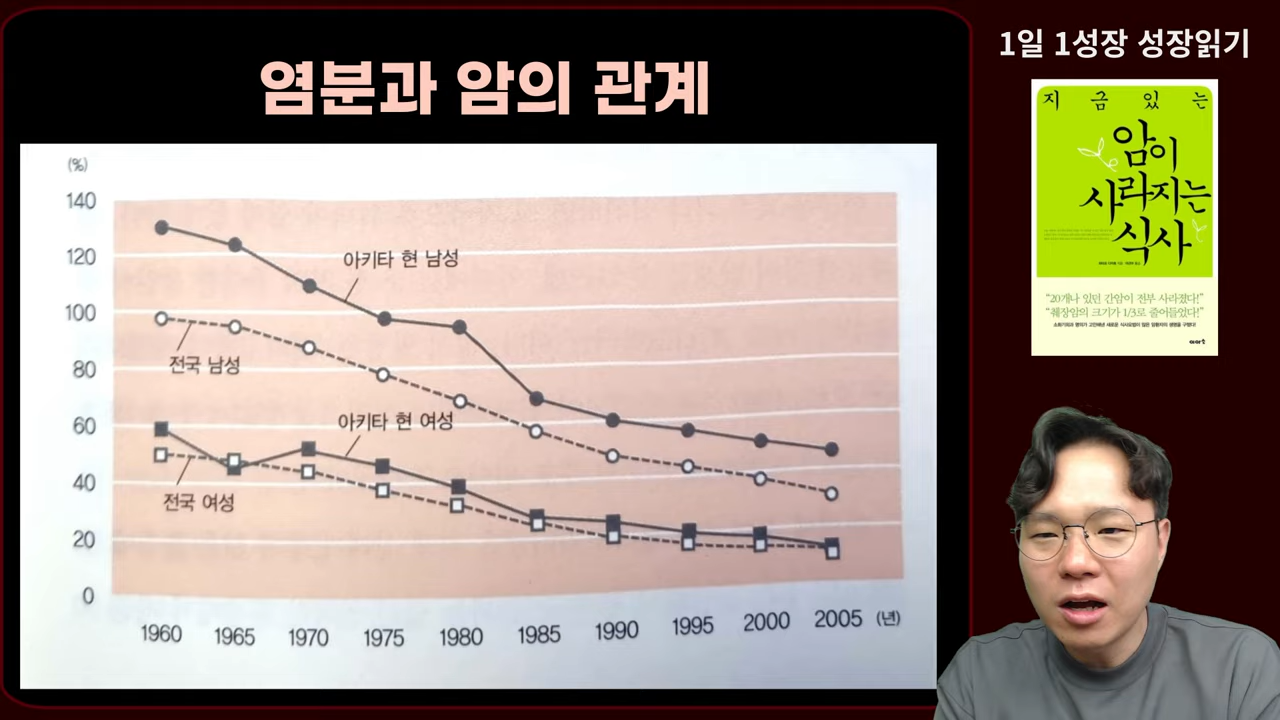 염분과 암의 관계
(%)
140
120
100
80
60
40
20
0
아키타 현 남성
전국 남성
아키타 현 여성
전국 여성
1960 1965 1970 1975 1980 1985 1990 1995 2000 2005 (년)
1일 1성장 성장읽기
지금 있는
암이
사라지는
식사
“20개나 있던 간암이 전부 사라졌다!”
“췌장암의 크기가 1/3로 줄어들었다!”